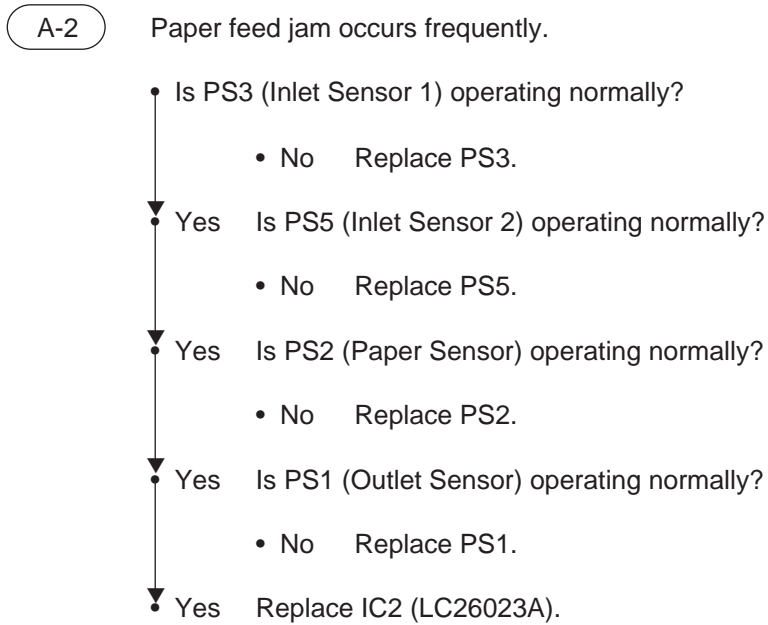 A-2 Paper feed jam occurs frequently.
• Is PS3 (Inlet Sensor 1) operating normally?
• No Replace PS3.
• Yes Is PS5 (Inlet Sensor 2) operating normally?
• No Replace PS5.
• Yes Is PS2 (Paper Sensor) operating normally?
• No Replace PS2.
• Yes Is PS1 (Outlet Sensor) operating normally?
• No Replace PS1.
• Yes Replace IC2 (LC26023A).